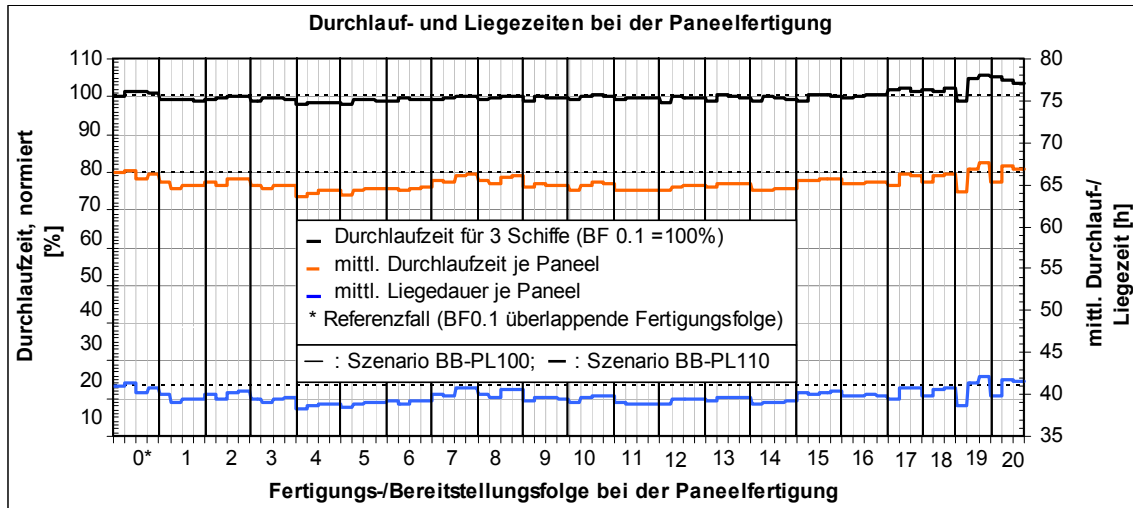 Durchlauf- und Liegezeiten bei der Paneelfertigung
Durchlaufzeit, normiert
[%]
110
100
90
80
70
60
50
40
30
20
10
80
75
70
65
60
55
50
45
40
35
mittl. Durchlauf-/
Liegezeit [h]
Durchlaufzeit für 3 Schiffe (BF 0.1 =100%)
mittl. Durchlaufzeit je Paneel
mittl. Liegedauer je Paneel
* Referenzfall (BF0.1 überlappende Fertigungsfolge)
— : Szenario BB-PL100; — : Szenario BB-PL110
0* 1 2 3 4 5 6 7 8 9 10 11 12 13 14 15 16 17 18 19 20
Fertigungs-/Bereitstellungsfolge bei der Paneelfertigung